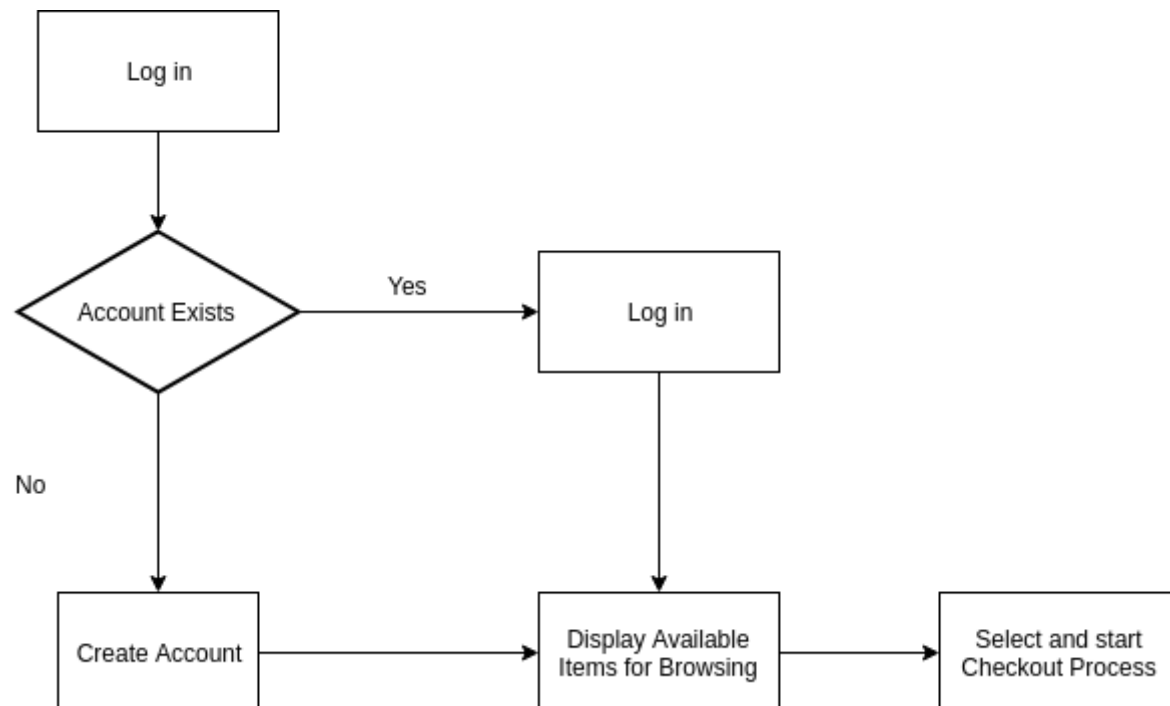 Log in
Account Exists
Yes
Log in
No
Create Account
Display Available
Items for Browsing
Select and start
Checkout Process